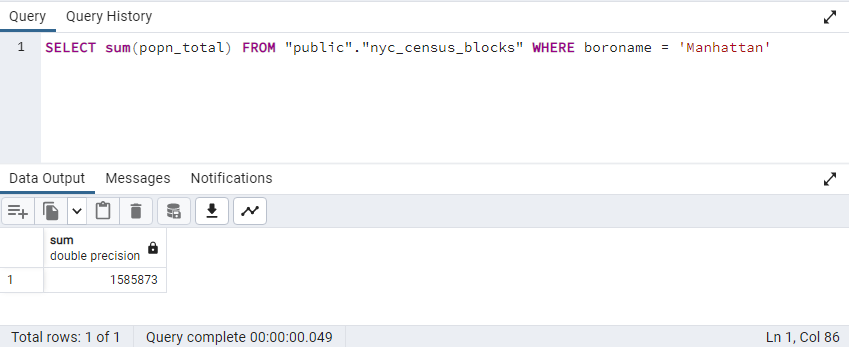 Query Query History
1 SELECT sum(popn_total) FROM "public"."nyc_census_blocks" WHERE boroname = 'Manhattan'
Data Output Messages Notifications
sum
double precision
1 1585873
Total rows: 1 of 1 Query complete 00:00:00.049 Ln 1, Col 86